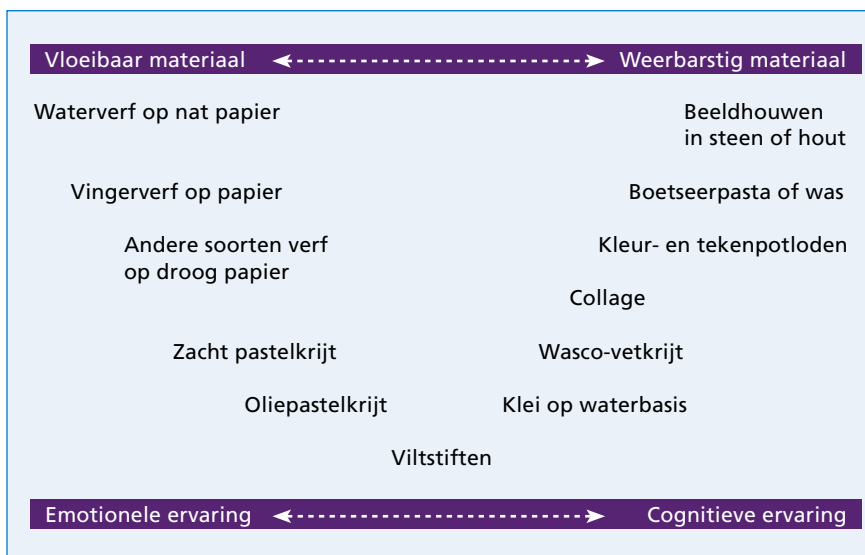 Vloeibaar materiaal
Weerbarstig materiaal
Waterverf op nat papier
Beeldhouwen
in steen of hout
Vingerverf op papier
Boetseerpasta of was
Andere soorten verf
op droog papier
Kleur- en tekenpotloden
Collage
Zacht pastelkrijt
Wasco-vetkrijt
Oliepastelkrijt
Klei op waterbasis
Viltstiften
Emotionele ervaring
Cognitieve ervaring